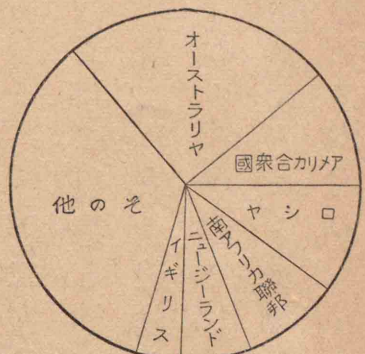 オーストラリヤ
アメリカ合衆國
ロシヤ
南アフリカ聯邦
ニュージーランド
イギリス
その他